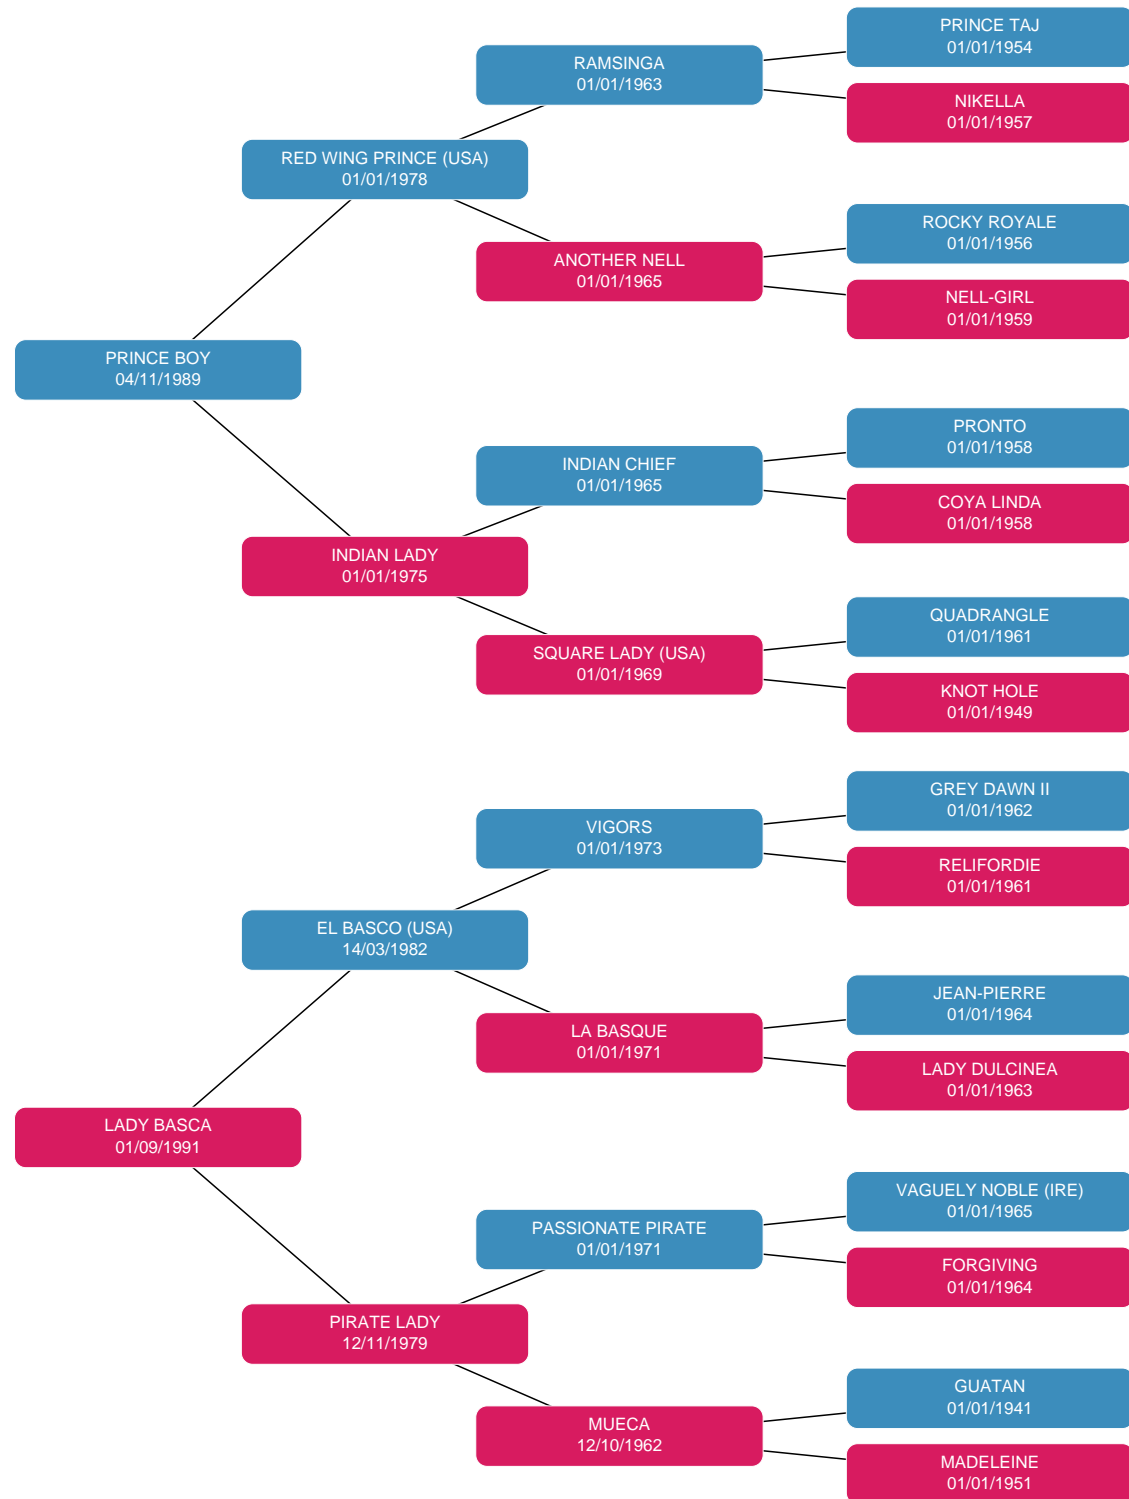 PRINCE TAJ
01/01/1954
RAMSINGA
01/01/1963
NIKELLA
01/01/1957
RED WING PRINCE (USA)
01/01/1978
ROCKY ROYALE
01/01/1956
ANOTHER NELL
01/01/1965
NELL-GIRL
01/01/1959
PRINCE BOY
04/11/1989
PRONTO
01/01/1958
INDIAN CHIEF
01/01/1965
COYA LINDA
01/01/1958
INDIAN LADY
01/01/1975
QUADRANGLE
01/01/1961
SQUARE LADY (USA)
01/01/1969
KNOT HOLE
01/01/1949
GREY DAWN II
01/01/1962
VIGORS
01/01/1973
RELIFORDIE
01/01/1961
EL BASCO (USA)
14/03/1982
JEAN-PIERRE
01/01/1964
LA BASQUE
01/01/1971
LADY DULCINEA
01/01/1963
LADY BASCA
01/09/1991
VAGUELY NOBLE (IRE)
01/01/1965
PASSIONATE PIRATE
01/01/1971
FORGIVING
01/01/1964
PIRATE LADY
12/11/1979
GUATAN
01/01/1941
MUECA
12/10/1962
MADELEINE
01/01/1951